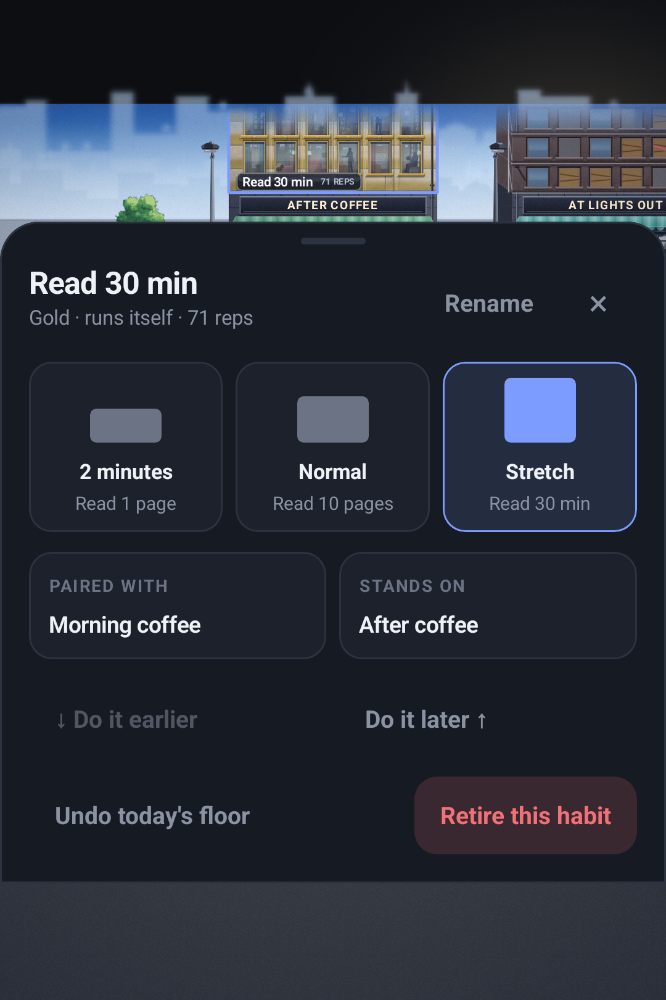 Read 30 min 71 REPS
AFTER COFFEE
AT LIGHTS OUT
Read 30 min
Gold · runs itself · 71 reps
Rename ×
2 minutes
Read 1 page
Normal
Read 10 pages
Stretch
Read 30 min
PAIRED WITH
Morning coffee
STANDS ON
After coffee
↓ Do it earlier
Do it later ↑
Undo today's floor
Retire this habit